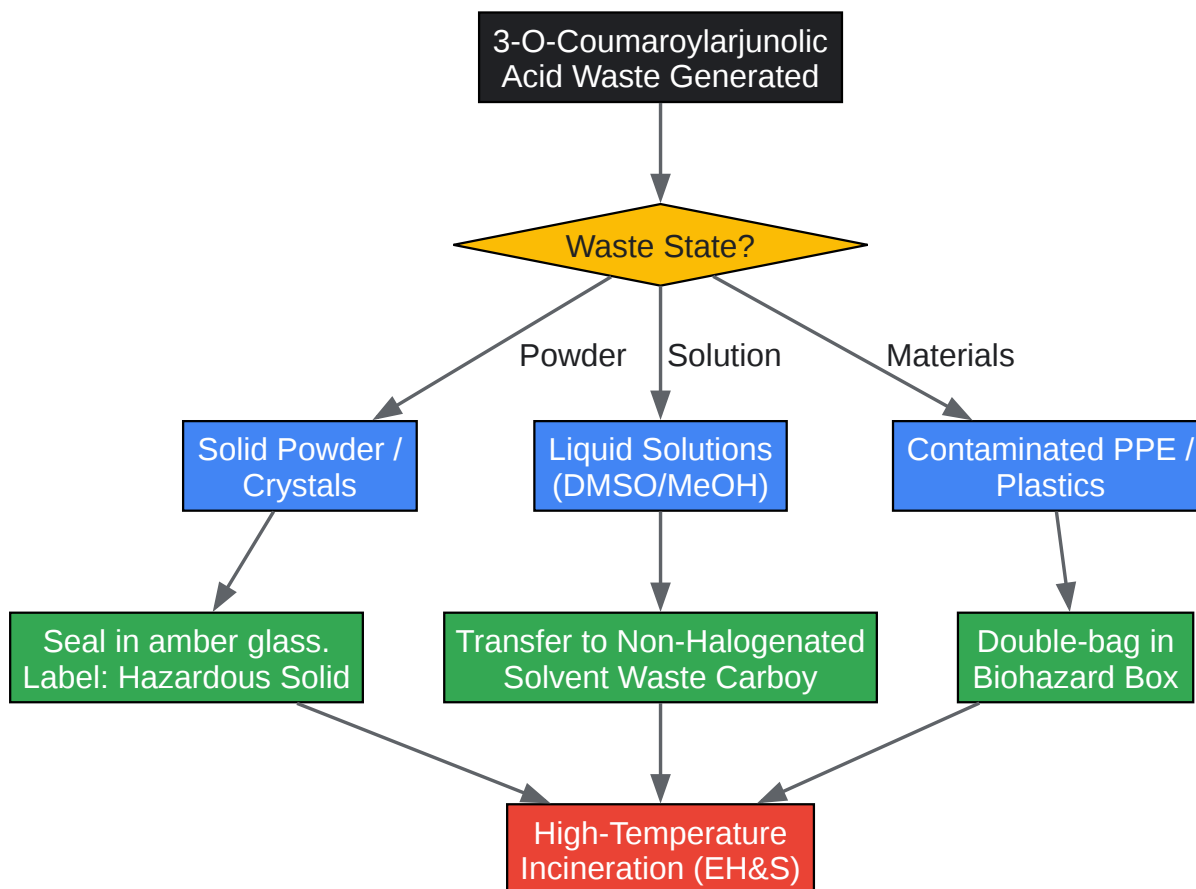 3-O-Coumaroylarjunolic
Acid Waste Generated
Waste State?
Powder
Solution
Materials
Solid Powder /
Crystals
Liquid Solutions
(DMSO/MeOH)
Contaminated PPE /
Plastics
Seal in amber glass.
Label: Hazardous Solid
Transfer to Non-Halogenated
Solvent Waste Carboy
Double-bag in
Biohazard Box
High-Temperature
Incineration (EH&S)